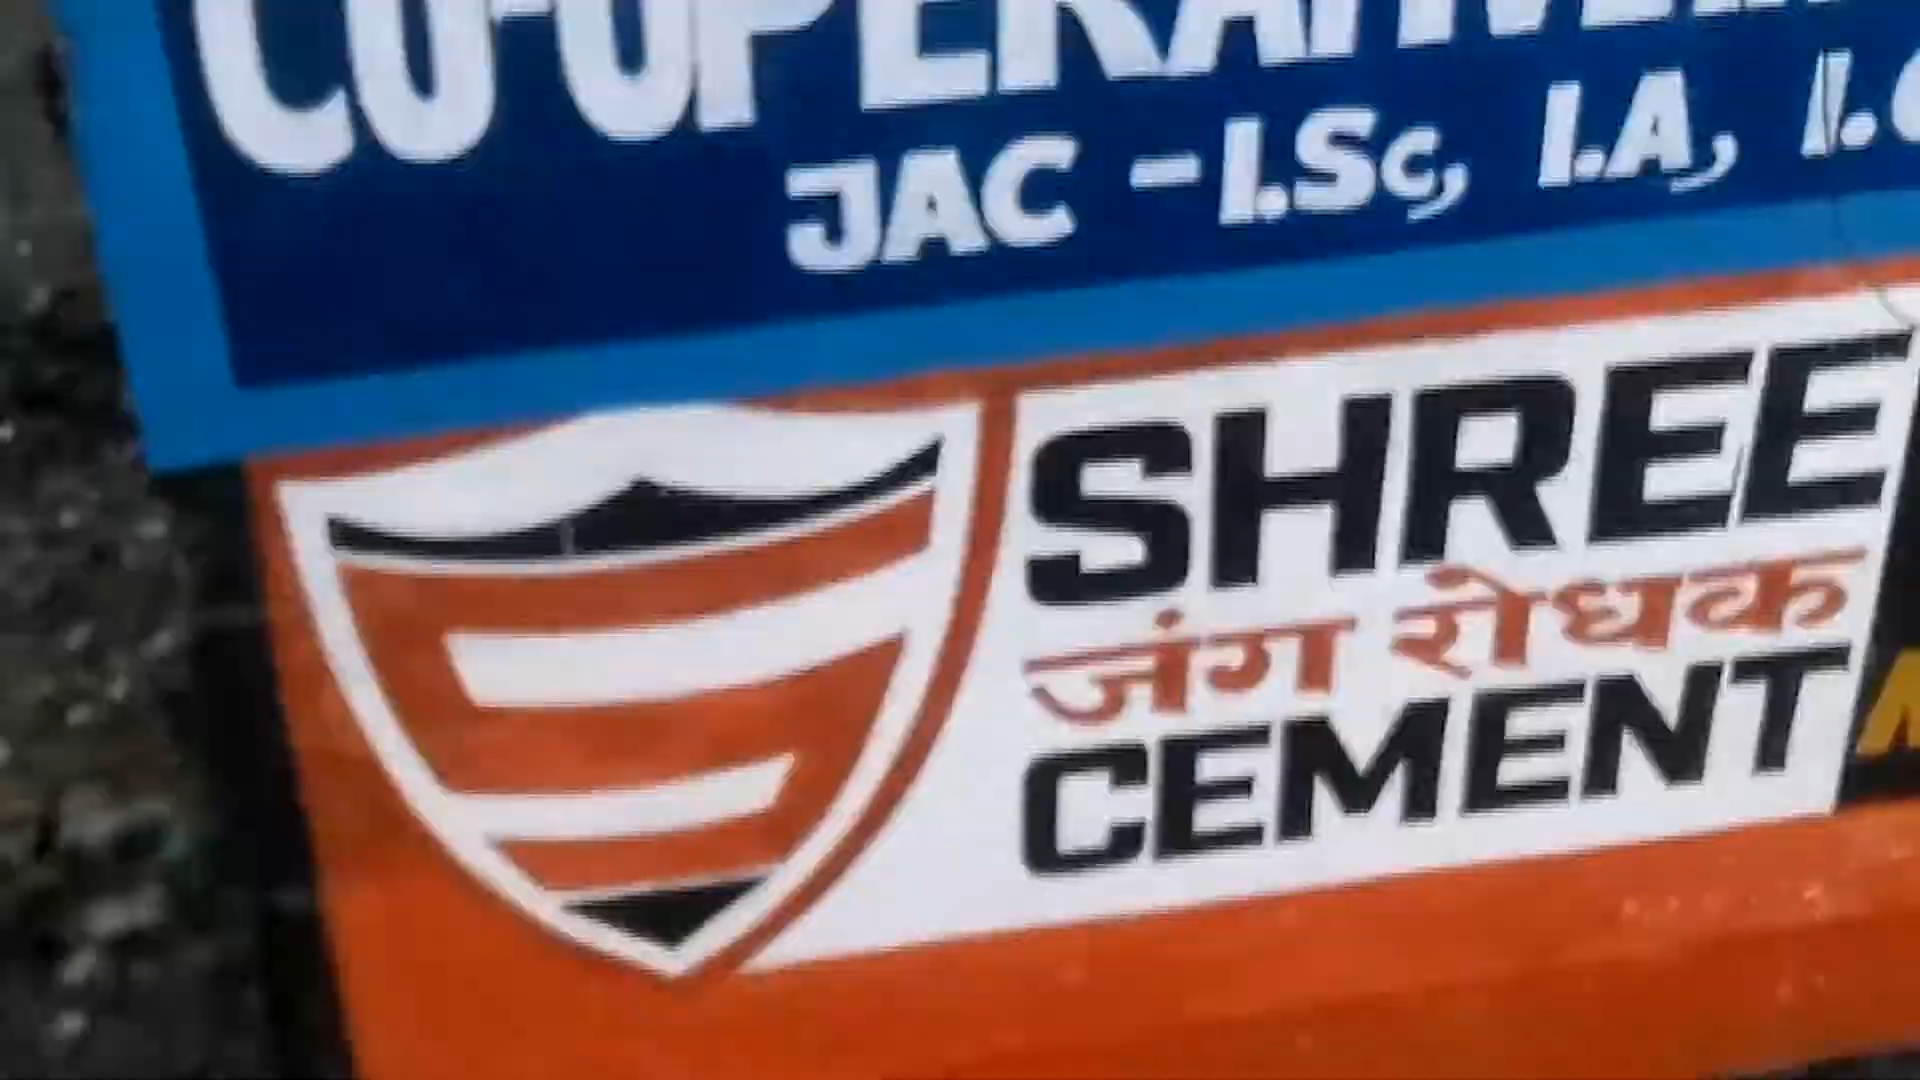 CO-OPERATIVE
JAC - I.Sc, I.A,
SHREE
जंग रोधक
CEMENT